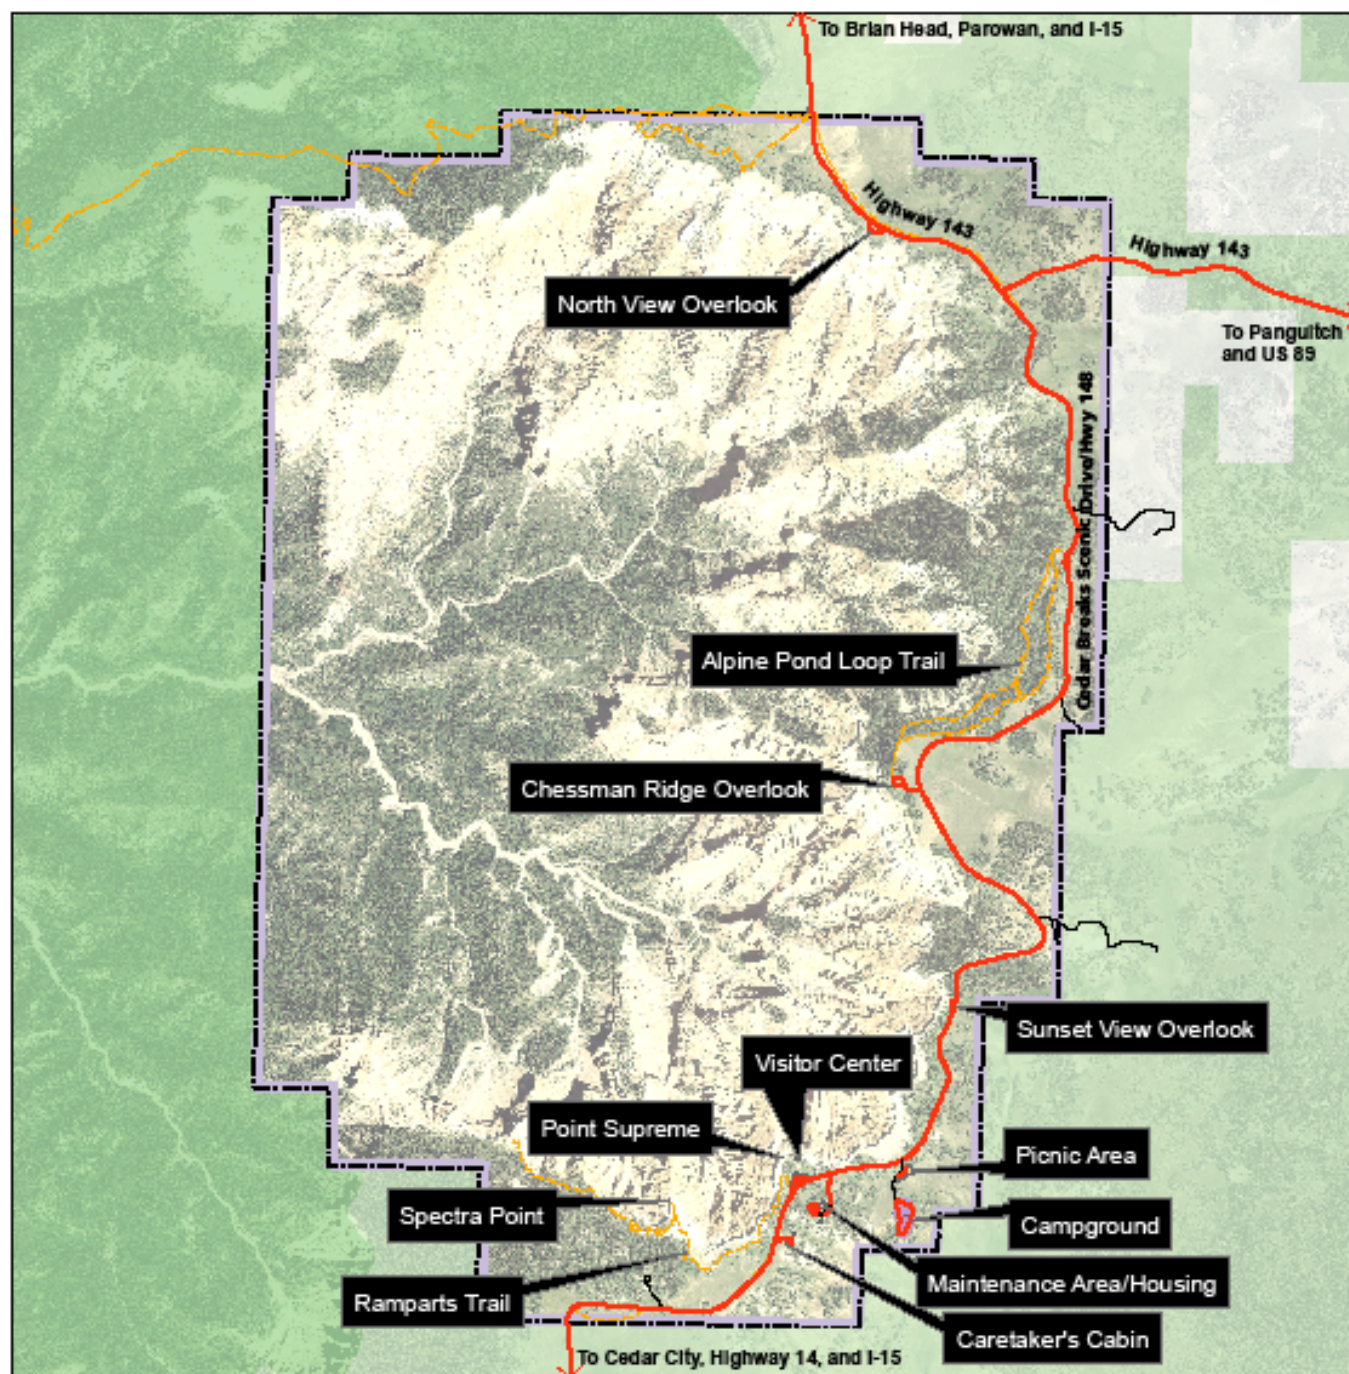 To Brian Head, Parowan, and I-15
Highway 143
Highway 143
North View Overlook
To Panguitch
and US 89
Cedar Breaks Scenic Drive/Hwy 148
Alpine Pond Loop Trail
Chessman Ridge Overlook
Sunset View Overlook
Visitor Center
Point Supreme
Picnic Area
Spectra Point
Campground
Maintenance Area/Housing
Ramparts Trail
Caretaker's Cabin
To Cedar City, Highway 14, and I-15